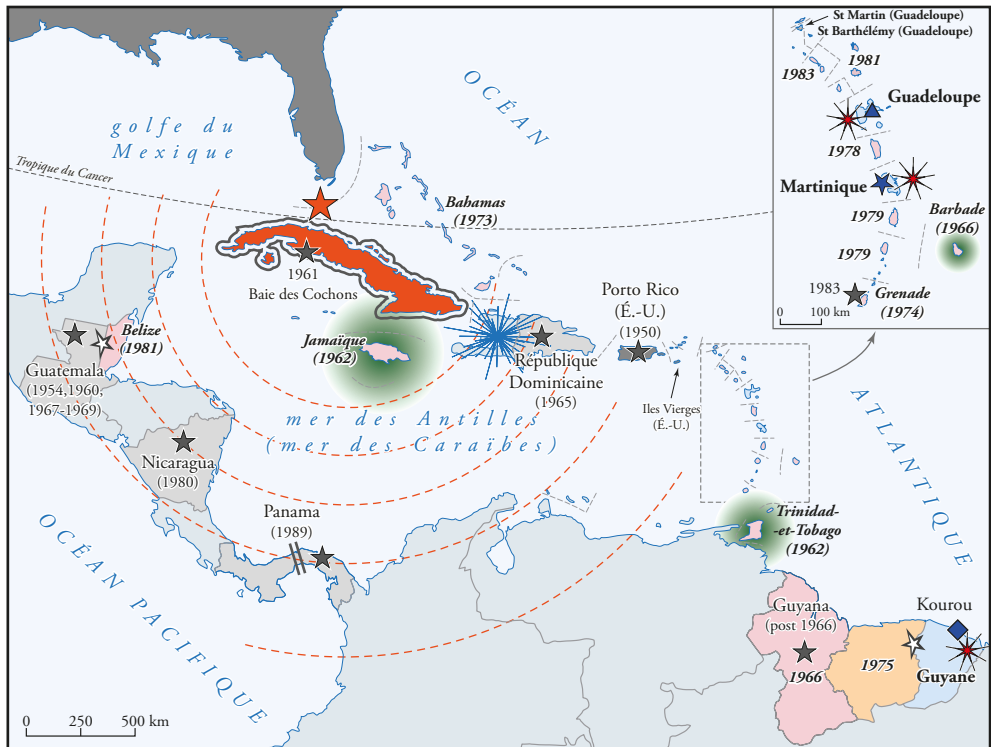 golfe du
Mexique
OCÉAN
Tropique du Cancer
Bahamas
(1973)
1961
Baie des Cochons
Jamaïque
(1962)
Belize
(1981)
Guatemala
(1954,1960,
1967-1969)
Nicaragua
(1980)
Panama
(1989)
République
Dominicaine
(1965)
Porto Rico
(É.-U.)
(1950)
Iles Vierges
(É.-U.)
mer des Antilles
(mer des Caraïbes)
ATLANTIQUE
OCÉAN PACIFIQUE
Trinidad-
-et-Tobago
(1962)
Guyana
(post 1966)
1966
1975
Kourou
Guyane
0 250 500 km
St Martin (Guadeloupe)
St Barthélémy (Guadeloupe)
1983
1981
Guadeloupe
1978
Martinique
1979
Barbade
(1966)
1979
1983
Grenade
(1974)
0 100 km